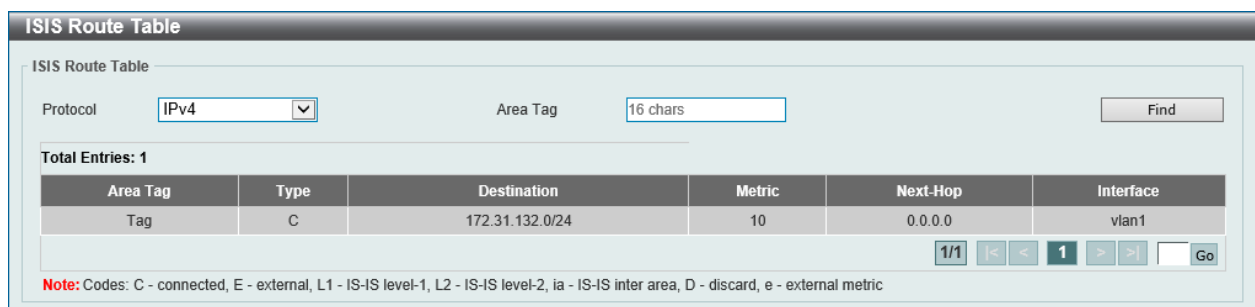 ISIS Route Table
ISIS Route Table
Protocol IPv4 Area Tag 16 chars Find
Total Entries: 1
Area Tag Type Destination Metric Next-Hop Interface
Tag C 172.31.132.0/24 10 0.0.0.0 vlan1
1/1 |< < 1 > >| Go
Note: Codes: C - connected, E - external, L1 - IS-IS level-1, L2 - IS-IS level-2, ia - IS-IS inter area, D - discard, e - external metric